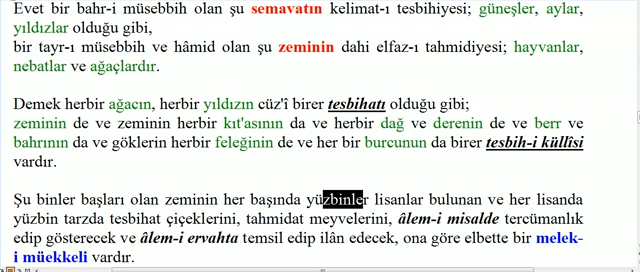 Evet bir bahr-i müsebbih olan şu semavatın kelimat-ı tesbihiyesi; güneşler, aylar,
yıldızlar olduğu gibi,
bir tayr-ı müsebbih ve hâmid olan şu zeminin dahi elfaz-ı tahmidiyesi; hayvanlar,
nebatlar ve ağaçlardır.
Demek herbir ağacın, herbir yıldızın cüz'î birer tesbihatı olduğu gibi;
zeminin de ve zeminin herbir kıt'asının da ve herbir dağ ve derenin de ve berr ve
bahrının da ve göklerin herbir feleğinin de ve her bir burcunun da birer tesbih-i küllîsi
vardır.
Şu binler başları olan zeminin her başında yüzbinler lisanlar bulunan ve her lisanda
yüzbin tarzda tesbihat çiçeklerini, tahmidat meyvelerini, âlem-i misalde tercümanlık
edip gösterecek ve âlem-i ervahta temsil edip ilân edecek, ona göre elbette bir melek-
i müekkeli vardır.